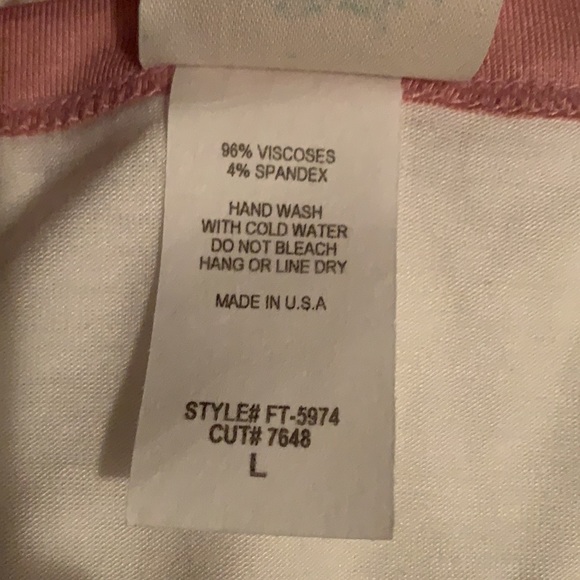 96% VISCOSES
4% SPANDEX
HAND WASH
WITH COLD WATER
DO NOT BLEACH
HANG OR LINE DRY
MADE IN U.S.A
STYLE# FT-5974
CUT# 7648
L